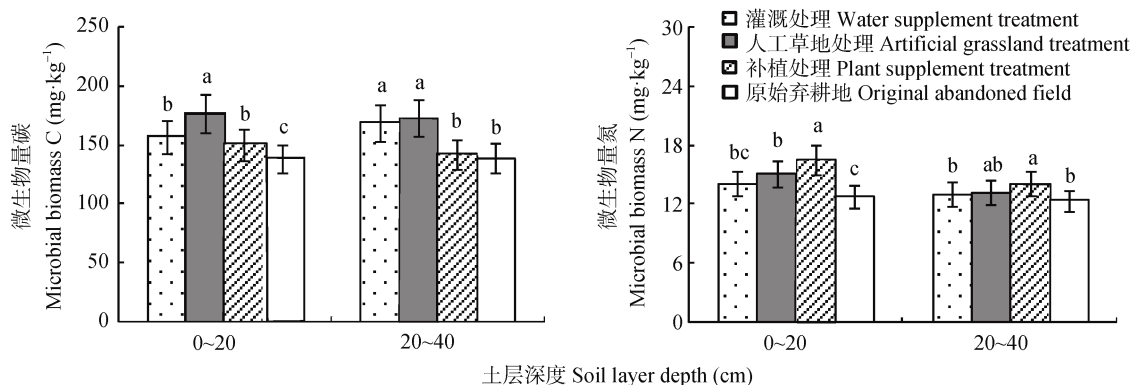 250
200
150
100
50
0
微生物量碳
Microbial biomass C (mg·kg⁻¹)
b
a
b
c
a
a
b
b
0~20
20~40
30
24
18
12
6
0
微生物量氮
Microbial biomass N (mg·kg⁻¹)
灌溉处理 Water supplement treatment
人工草地处理 Artificial grassland treatment
补植处理 Plant supplement treatment
原始弃耕地 Original abandoned field
bc
b
a
c
b
ab
a
b
0~20
20~40
土层深度 Soil layer depth (cm)